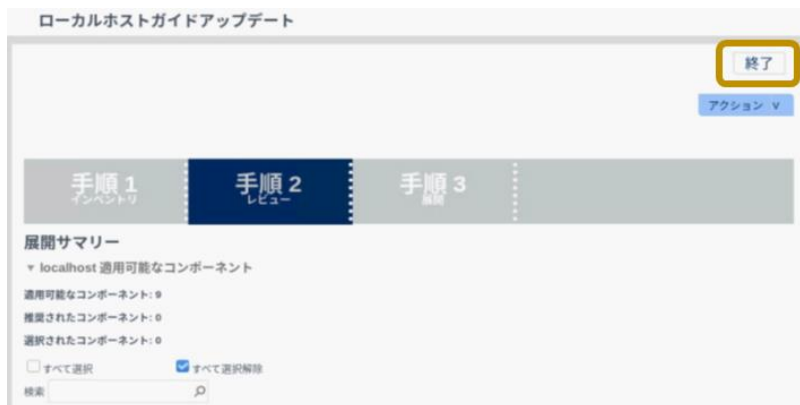 ローカルホストガイドアップデート
終了
アクション ∨
手順 1
インベントリ
手順 2
レビュー
手順 3
展開
展開サマリー
▼ localhost 適用可能なコンポーネント
適用可能なコンポーネント: 9
推奨されたコンポーネント: 0
選択されたコンポーネント: 0
すべて選択 すべて選択解除
検索